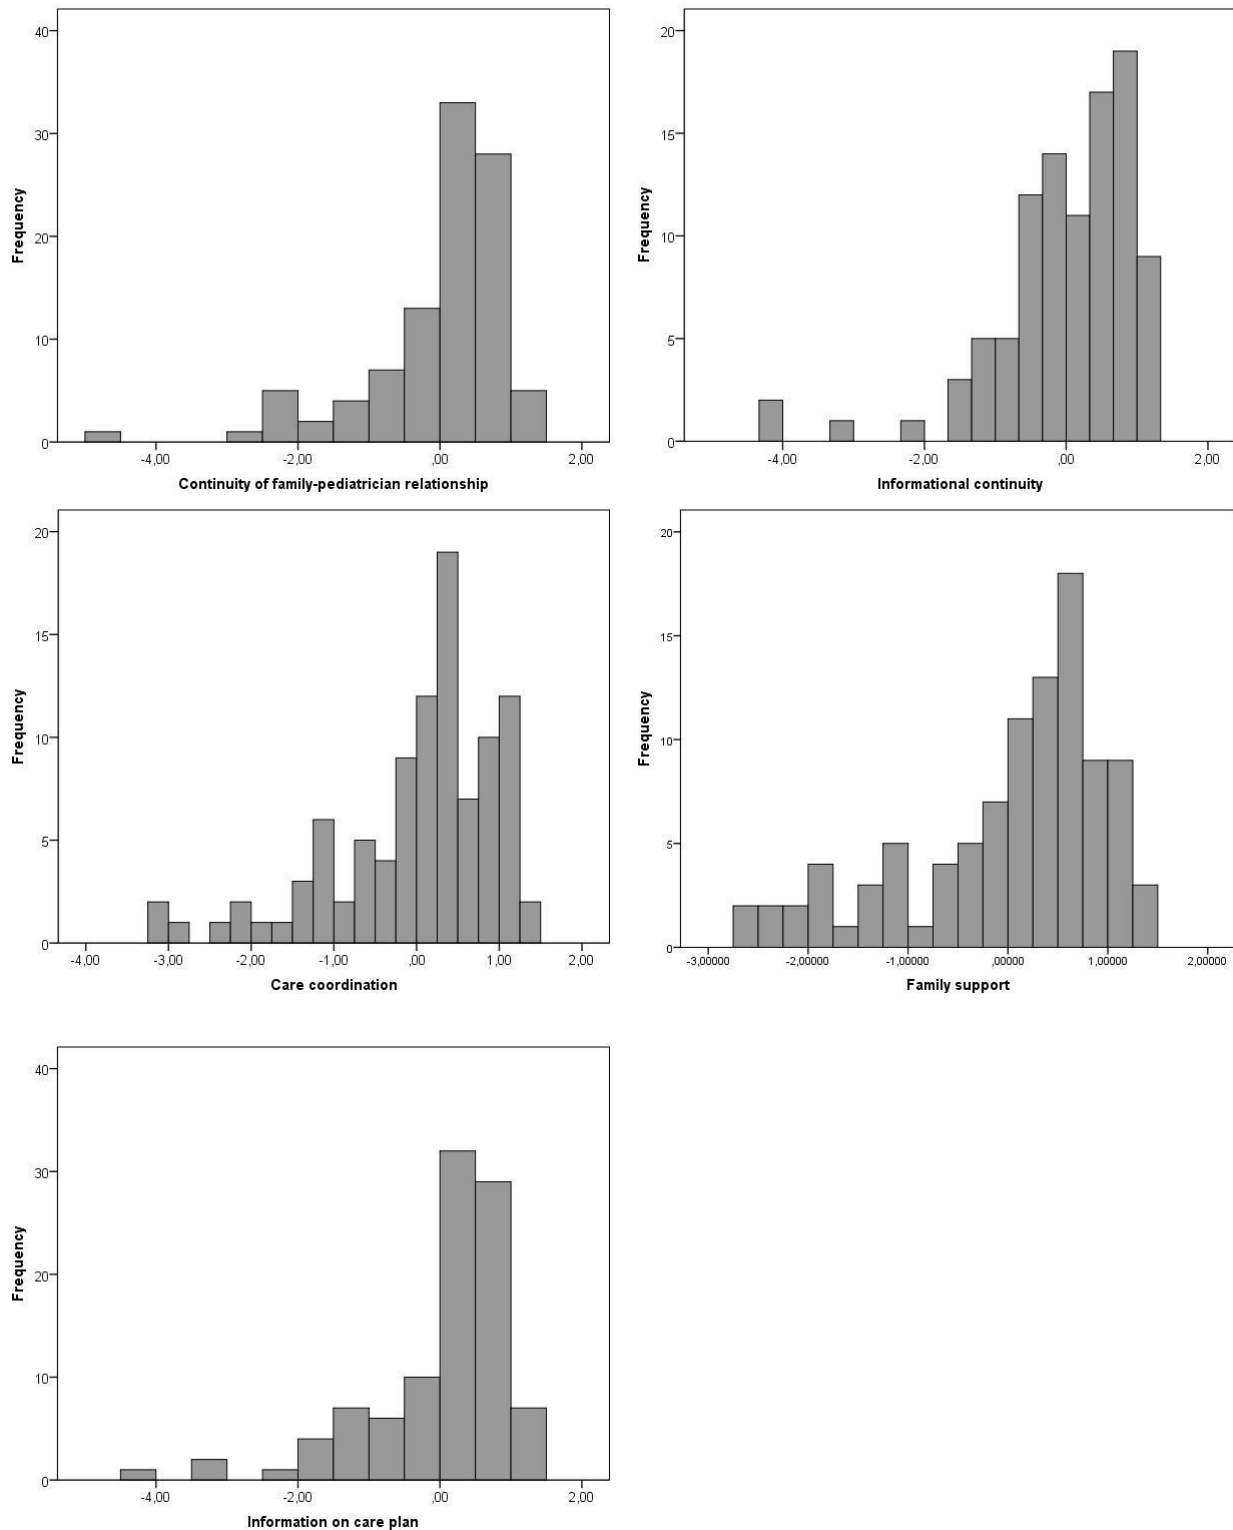 40
30
20
10
0
Frequency
-4,00 -2,00 ,00 2,00
Continuity of family-pediatrician relationship
20
15
10
5
0
Frequency
-4,00 -2,00 ,00 2,00
Informational continuity
20
15
10
5
0
Frequency
-4,00 -3,00 -2,00 -1,00 ,00 1,00 2,00
Care coordination
20
15
10
5
0
Frequency
-3,00000 -2,00000 -1,00000 ,00000 1,00000 2,00000
Family support
40
30
20
10
0
Frequency
-4,00 -2,00 ,00 2,00
Information on care plan